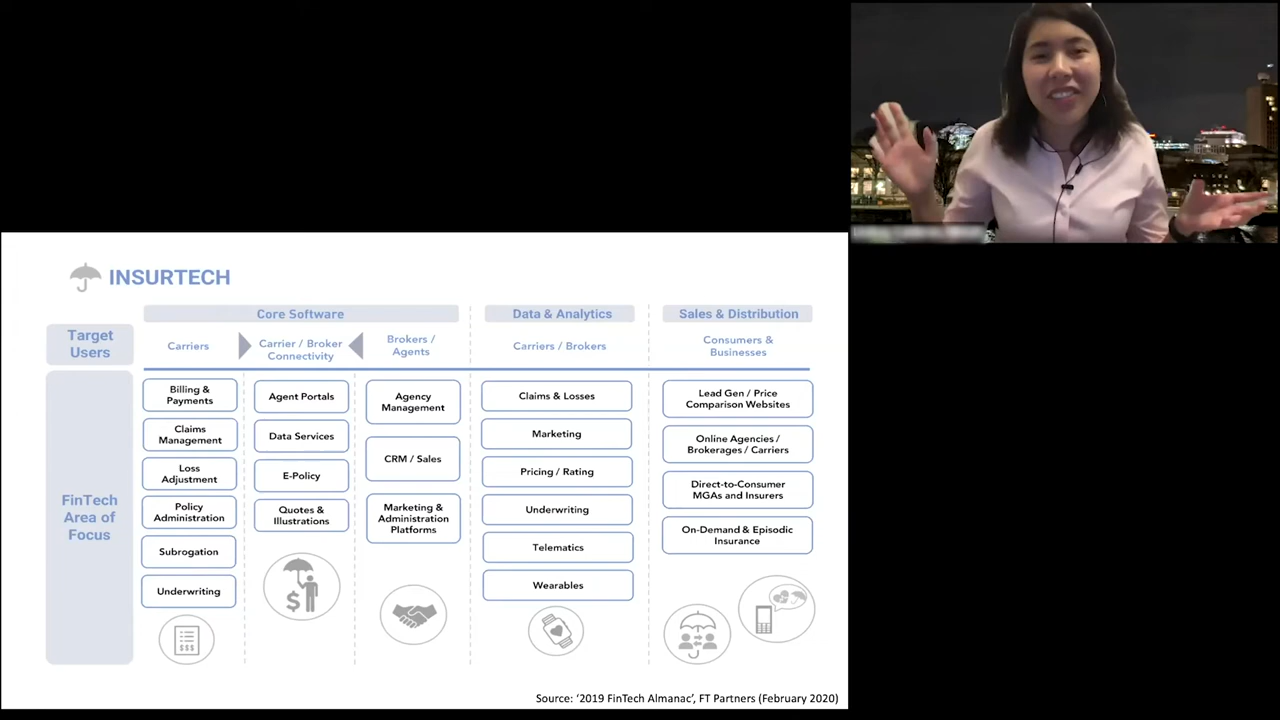 INSURTECH
Core Software
Data & Analytics
Sales & Distribution
Target
Users
Carriers
Carrier / Broker
Connectivity
Brokers /
Agents
Carriers / Brokers
Consumers &
Businesses
FinTech
Area of
Focus
Billing &
Payments
Claims
Management
Loss
Adjustment
Policy
Administration
Subrogation
Underwriting
Agent Portals
Data Services
E-Policy
Quotes &
Illustrations
Agency
Management
CRM / Sales
Marketing &
Administration
Platforms
Claims & Losses
Marketing
Pricing / Rating
Underwriting
Telematics
Wearables
Lead Gen / Price
Comparison Websites
Online Agencies /
Brokerages / Carriers
Direct-to-Consumer
MGAs and Insurers
On-Demand & Episodic
Insurance
$
$$$
Source: ‘2019 FinTech Almanac’, FT Partners (February 2020)